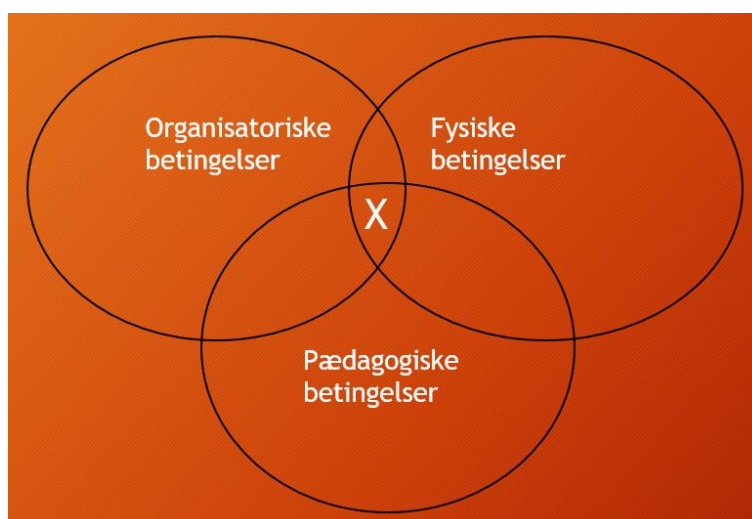 Organisatoriske
betingelser
Fysiske
betingelser
X
Pædagogiske
betingelser